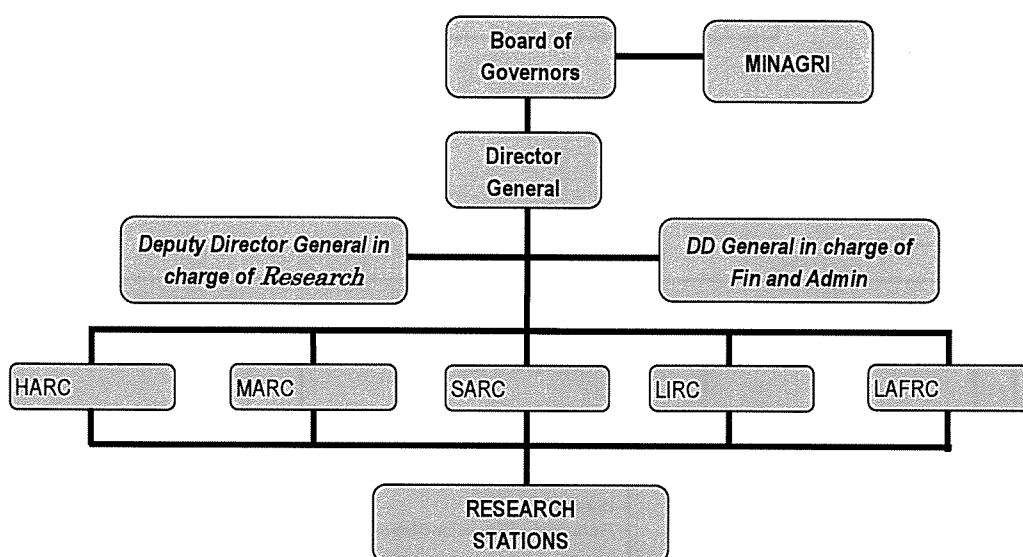 Board of
Governors
MINAGRI
Director
General
Deputy Director General in
charge of Research
DD General in charge of
Fin and Admin
HARC
MARC
SARC
LIRC
LAFRC
RESEARCH
STATIONS